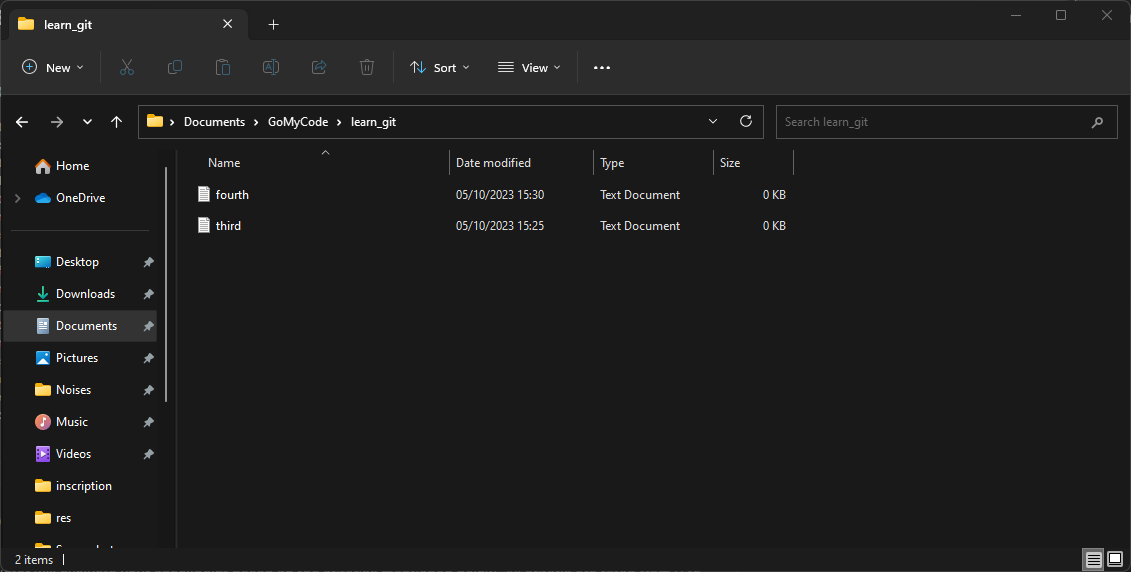 learn_git
New Sort View
Documents GoMyCode learn_git Search learn_git
Name Date modified Type Size
fourth 05/10/2023 15:30 Text Document 0 KB
third 05/10/2023 15:25 Text Document 0 KB
Home
OneDrive
Desktop
Downloads
Documents
Pictures
Noises
Music
Videos
inscription
res
2 items